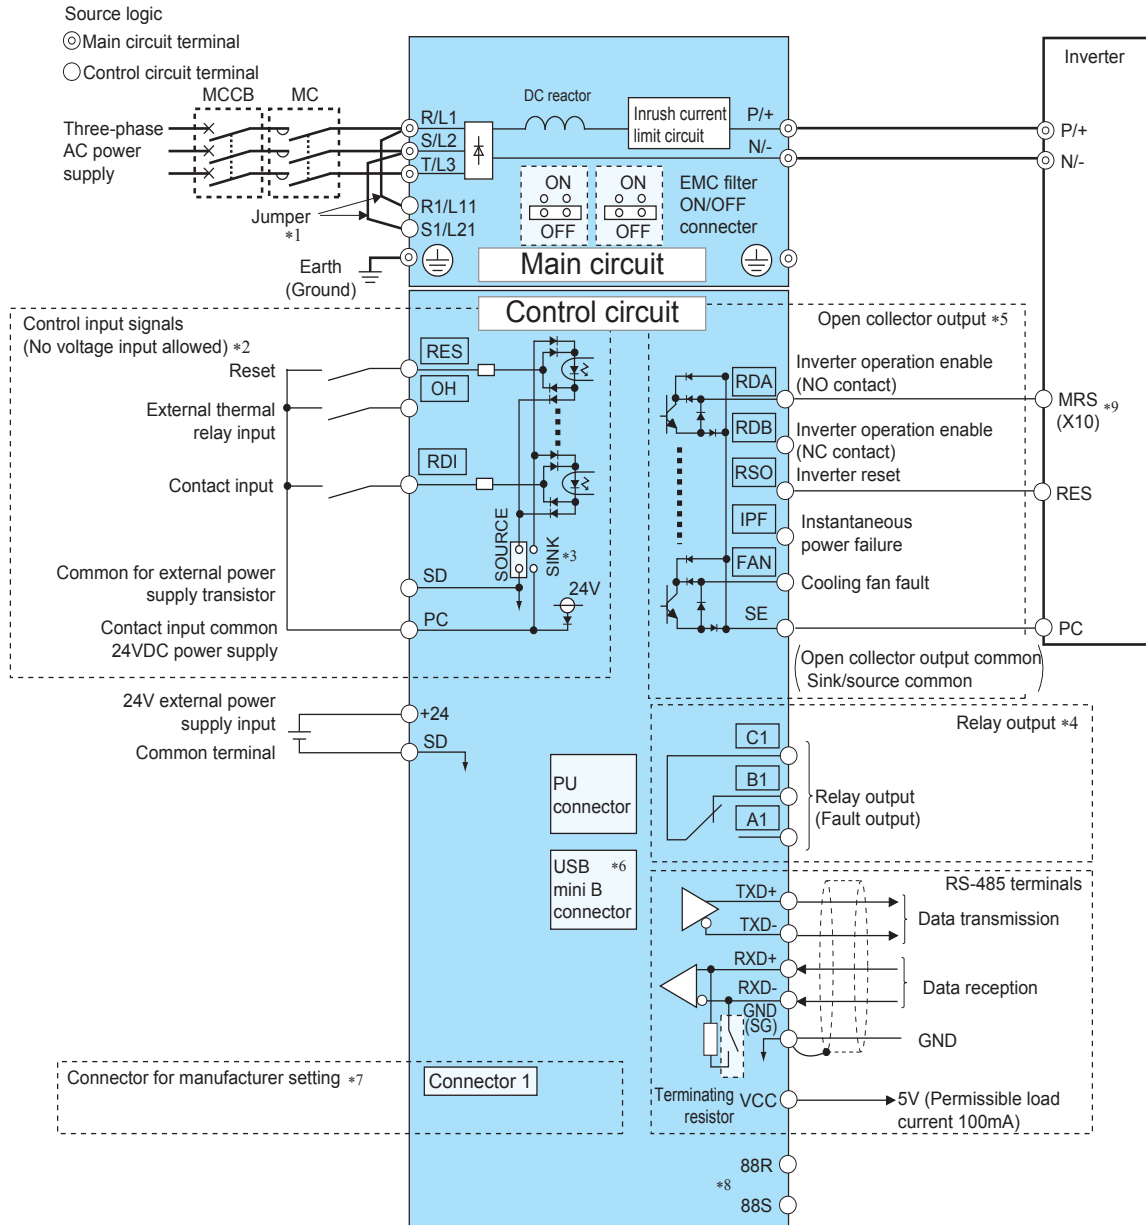 Source logic
Main circuit terminal
Control circuit terminal
MCCB
MC
Three-phase
AC power
supply
Jumper
*1
Earth
(Ground)
R/L1
S/L2
T/L3
R1/L11
S1/L21
DC reactor
Inrush current
limit circuit
P/+
N/-
ON
OFF
ON
OFF
EMC filter
ON/OFF
connecter
Main circuit
Inverter
P/+
N/-
Control circuit
Control input signals
(No voltage input allowed) *2
Reset
External thermal
relay input
Contact input
Common for external power
supply transistor
Contact input common
24VDC power supply
RES
OH
RDI
SD
PC
SOURCE
SINK
*3
24V
Open collector output *5
RDA
RDB
RSO
IPF
FAN
SE
Inverter operation enable
(NO contact)
Inverter operation enable
(NC contact)
Inverter reset
Instantaneous
power failure
Cooling fan fault
(Open collector output common
Sink/source common)
MRS
(X10)
*9
RES
PC
24V external power
supply input
Common terminal
+24
SD
Relay output *4
C1
B1
A1
Relay output
(Fault output)
PU
connector
USB *6
mini B
connector
RS-485 terminals
TXD+
TXD-
RXD+
RXD-
GND
(SG)
Data transmission
Data reception
GND
Terminating
resistor
VCC
5V (Permissible load
current 100mA)
Connector for manufacturer setting *7
Connector 1
88R
*8
88S